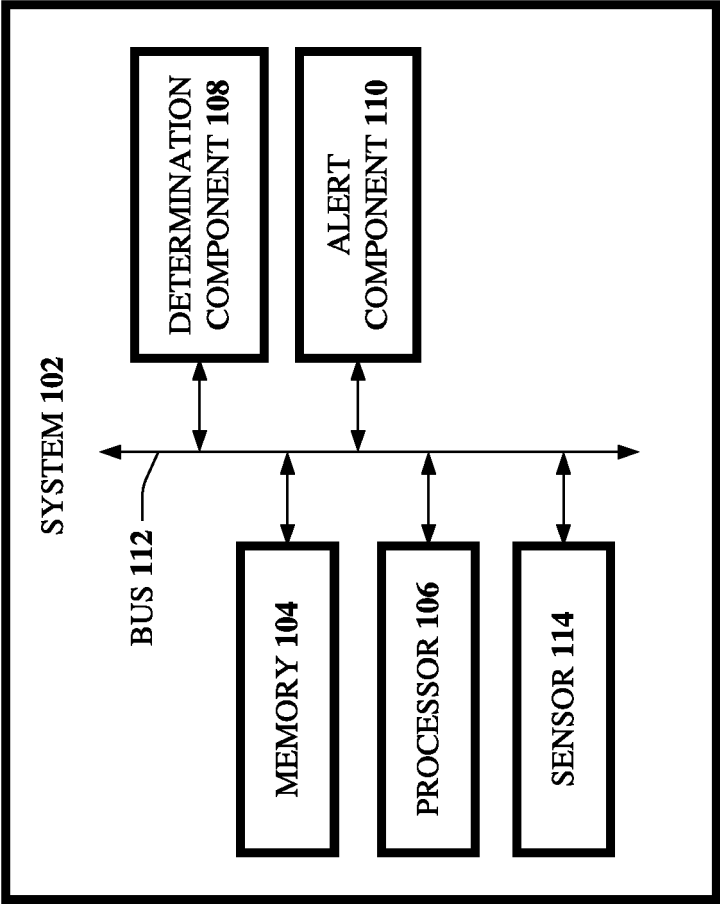 SYSTEM 102
DETERMINATION
COMPONENT 108
ALERT
COMPONENT 110
BUS 112
MEMORY 104
PROCESSOR 106
SENSOR 114